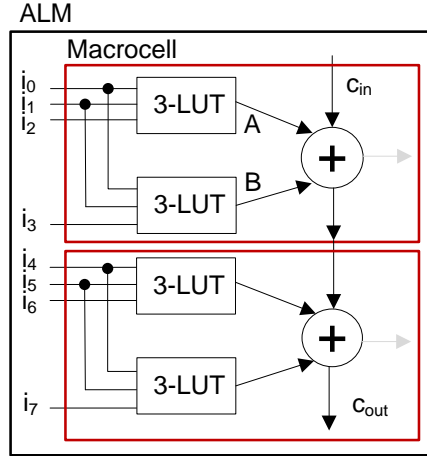 ALM
Macrocell
i0
i1
i2
3-LUT
A
cin
+
B
3-LUT
i3
i4
i5
i6
3-LUT
+
3-LUT
i7
cout